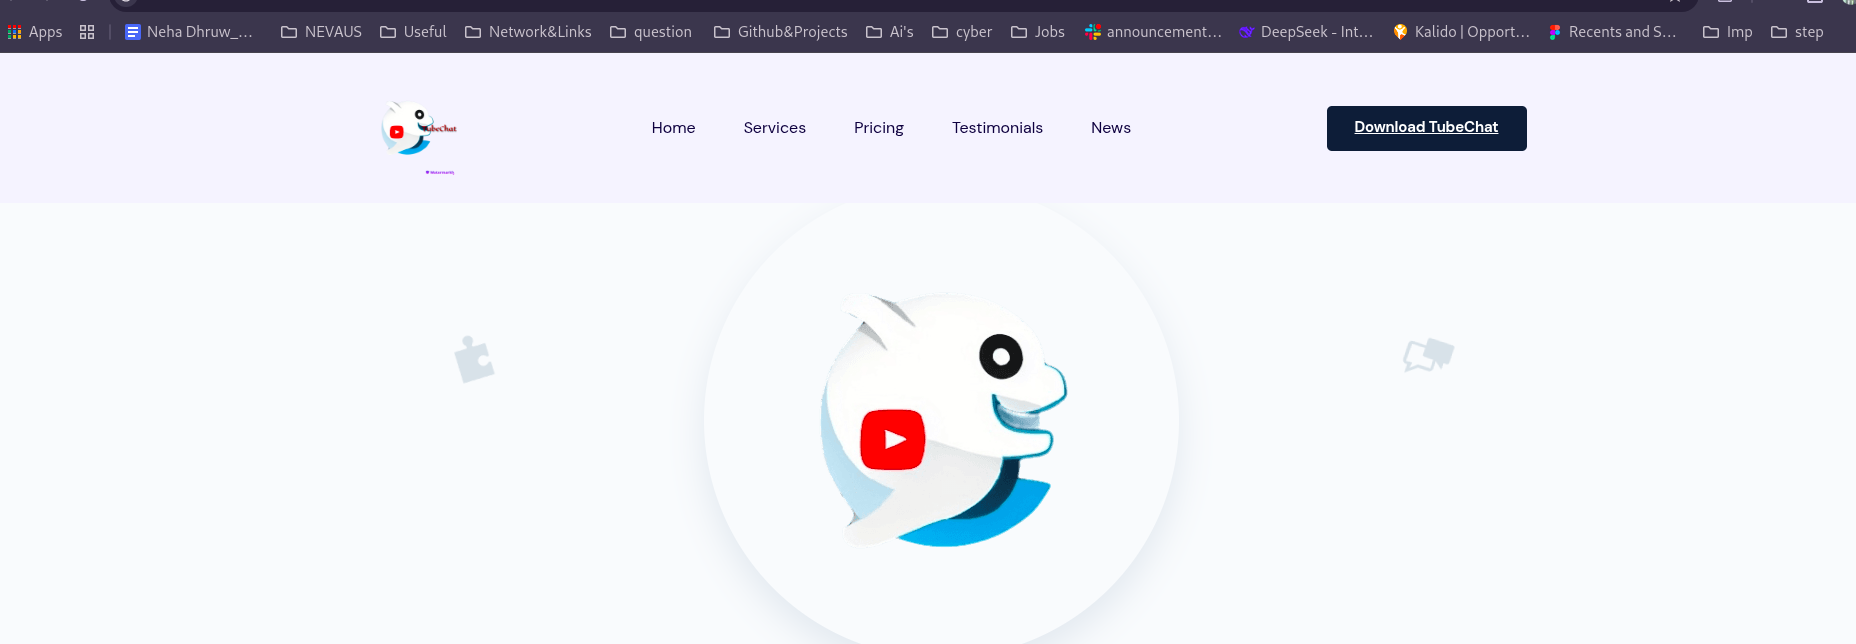 Apps
Neha Dhruw_...
NEVAUS
Useful
Network&Links
question
Github&Projects
Ai's
cyber
Jobs
announcement...
DeepSeek - Int...
Kalido | Opport...
Recents and S...
Imp
step
TubeChat
Home
Services
Pricing
Testimonials
News
Download TubeChat